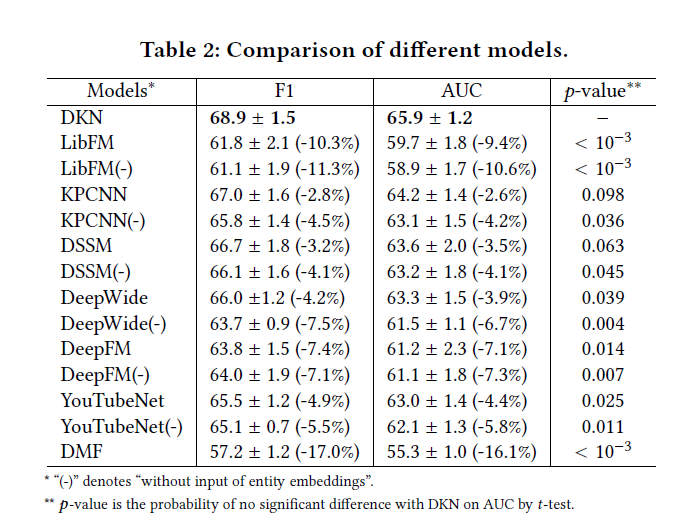 Table 2: Comparison of different models.
Models* F1 AUC p-value**
DKN 68.9 ± 1.5 65.9 ± 1.2 –
LibFM 61.8 ± 2.1 (-10.3%) 59.7 ± 1.8 (-9.4%) < 10⁻³
LibFM(-) 61.1 ± 1.9 (-11.3%) 58.9 ± 1.7 (-10.6%) < 10⁻³
KPCNN 67.0 ± 1.6 (-2.8%) 64.2 ± 1.4 (-2.6%) 0.098
KPCNN(-) 65.8 ± 1.4 (-4.5%) 63.1 ± 1.5 (-4.2%) 0.036
DSSM 66.7 ± 1.8 (-3.2%) 63.6 ± 2.0 (-3.5%) 0.063
DSSM(-) 66.1 ± 1.6 (-4.1%) 63.2 ± 1.8 (-4.1%) 0.045
DeepWide 66.0 ±1.2 (-4.2%) 63.3 ± 1.5 (-3.9%) 0.039
DeepWide(-) 63.7 ± 0.9 (-7.5%) 61.5 ± 1.1 (-6.7%) 0.004
DeepFM 63.8 ± 1.5 (-7.4%) 61.2 ± 2.3 (-7.1%) 0.014
DeepFM(-) 64.0 ± 1.9 (-7.1%) 61.1 ± 1.8 (-7.3%) 0.007
YouTubeNet 65.5 ± 1.2 (-4.9%) 63.0 ± 1.4 (-4.4%) 0.025
YouTubeNet(-) 65.1 ± 0.7 (-5.5%) 62.1 ± 1.3 (-5.8%) 0.011
DMF 57.2 ± 1.2 (-17.0%) 55.3 ± 1.0 (-16.1%) < 10⁻³
* “(-)” denotes “without input of entity embeddings”.
** p-value is the probability of no significant difference with DKN on AUC by t-test.